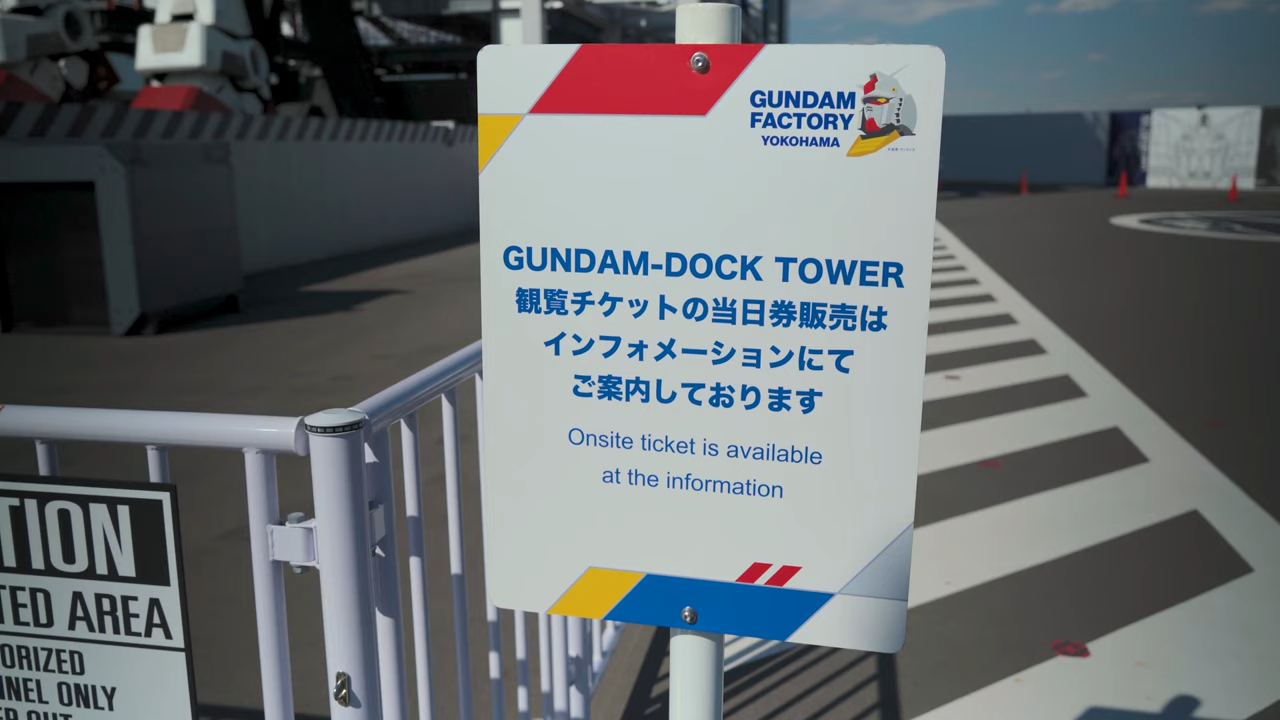 GUNDAM
FACTORY
YOKOHAMA
GUNDAM-DOCK TOWER
観覧チケットの当日券販売は
インフォメーションにて
ご案内しております
Onsite ticket is available
at the information
TION
TED AREA
ORIZED
NNEL ONLY